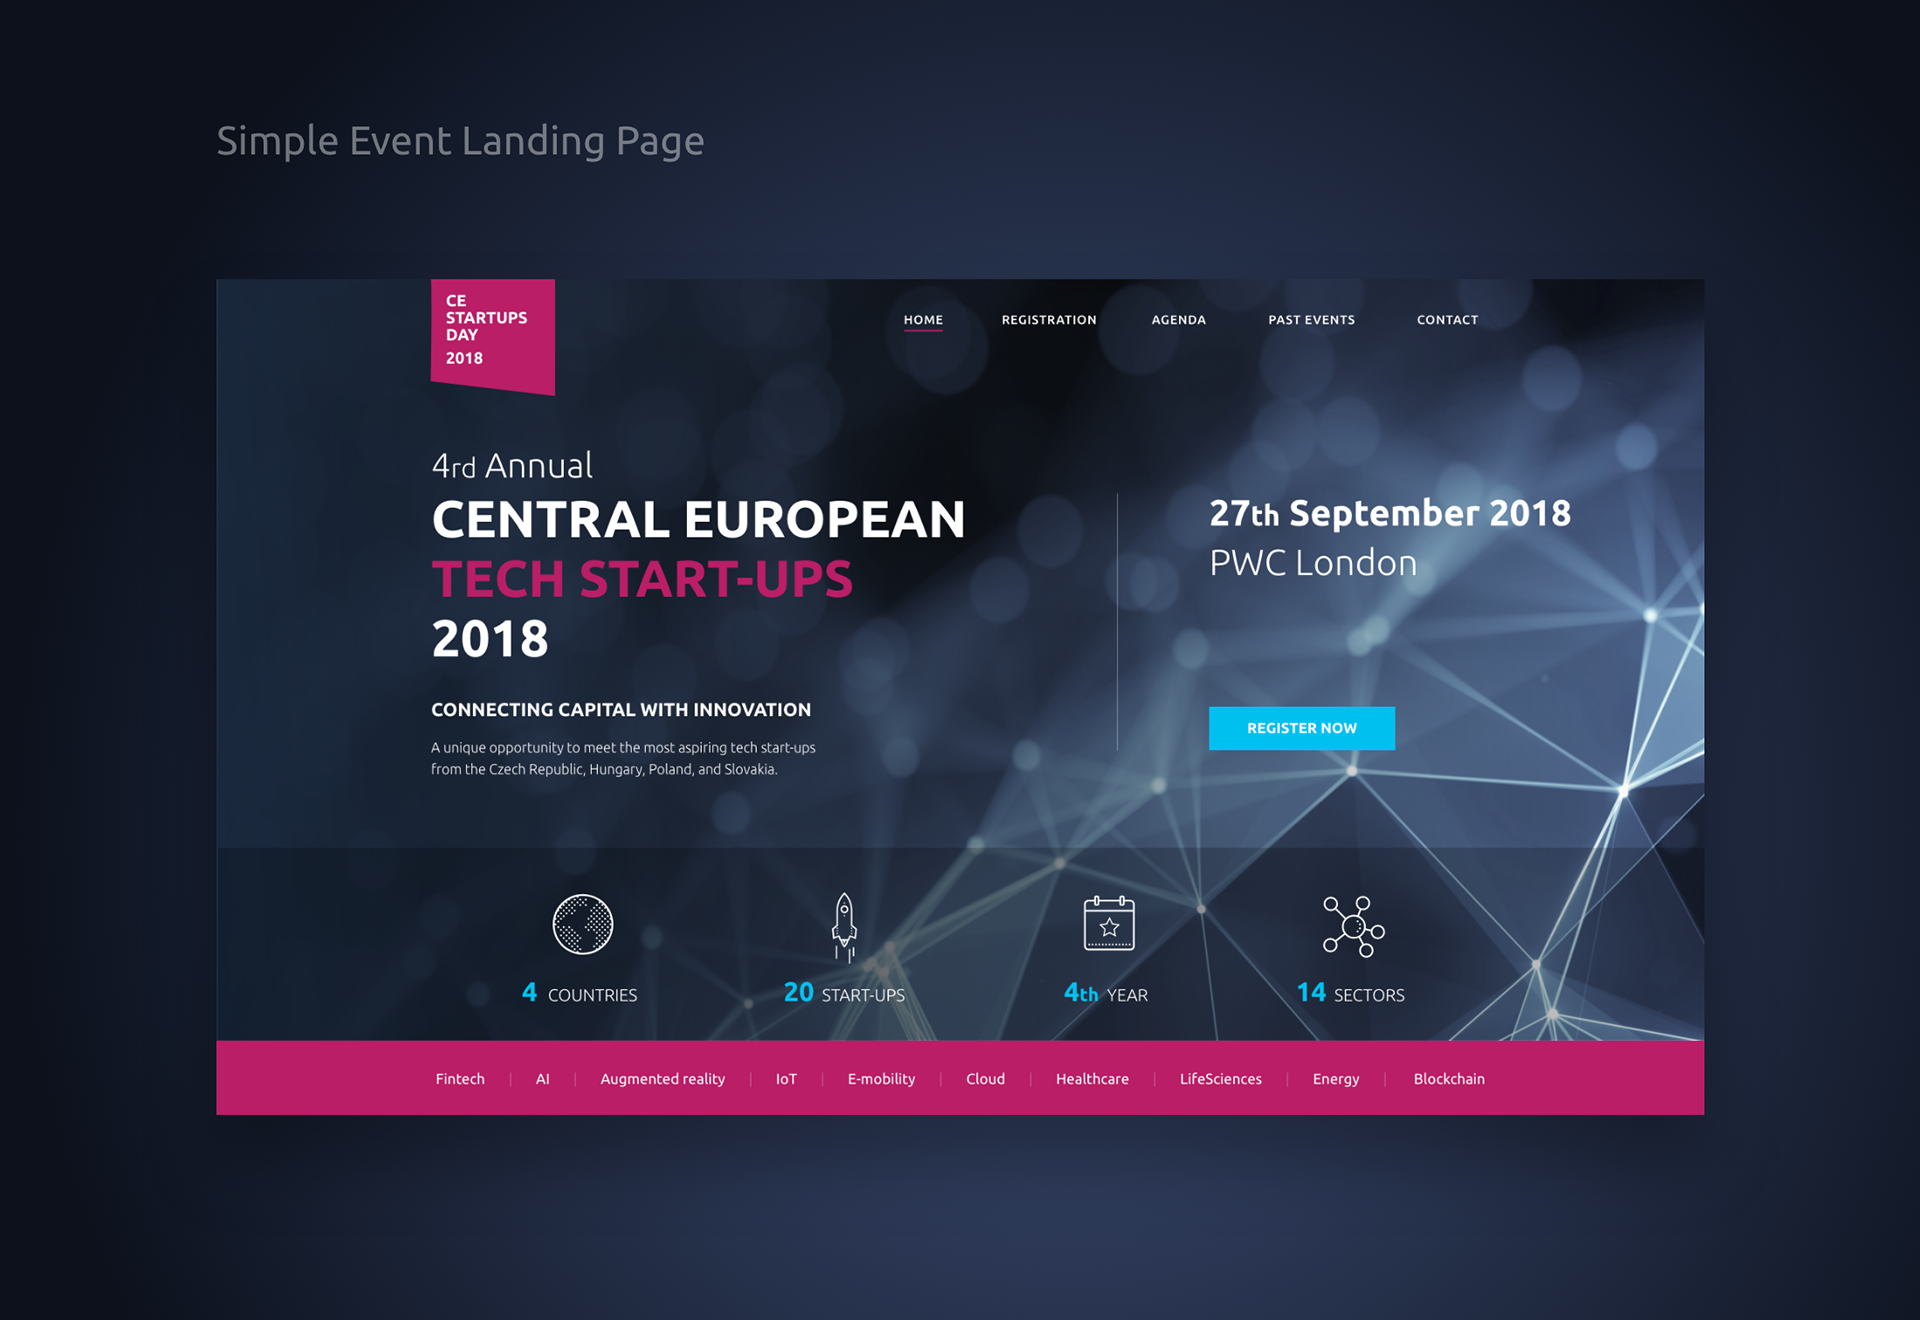 Simple Event Landing Page
CE
STARTUPS
DAY
2018
HOME REGISTRATION AGENDA PAST EVENTS CONTACT
4rd Annual
CENTRAL EUROPEAN
TECH START-UPS
2018
27th September 2018
PWC London
CONNECTING CAPITAL WITH INNOVATION
A unique opportunity to meet the most aspiring tech start-ups
from the Czech Republic, Hungary, Poland, and Slovakia.
REGISTER NOW
4 COUNTRIES
20 START-UPS
4th YEAR
14 SECTORS
Fintech | AI | Augmented reality | IoT | E-mobility | Cloud | Healthcare | LifeSciences | Energy | Blockchain